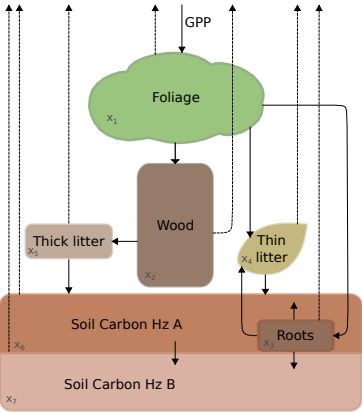 GPP
Foliage
x1
Wood
x2
Thick litter
x5
Thin
litter
x4
Soil Carbon Hz A
x6
Roots
x3
Soil Carbon Hz B
x7